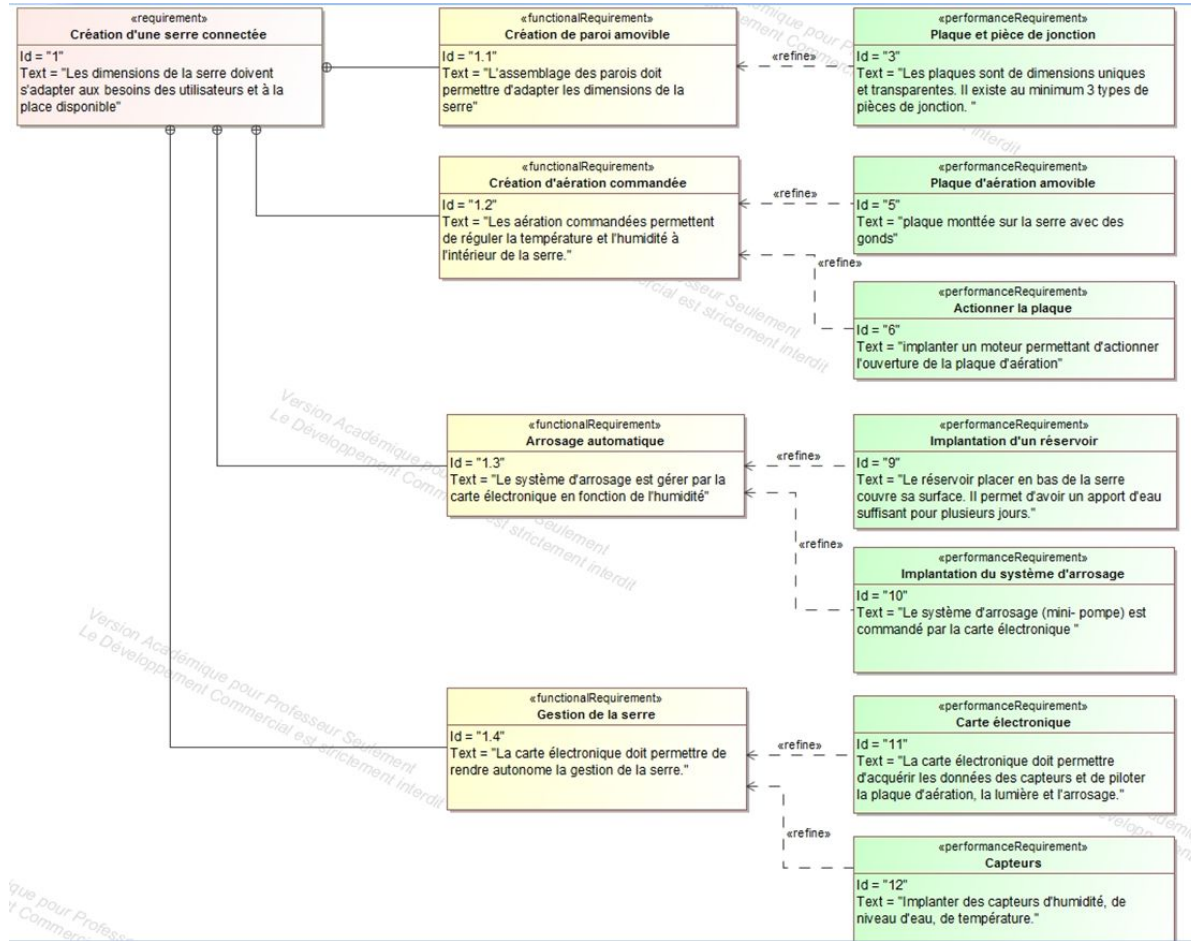 «requirement»
Création d'une serre connectée
Id = "1"
Text = "Les dimensions de la serre doivent
s'adapter aux besoins des utilisateurs et à la
place disponible"
«functionalRequirement»
Création de paroi amovible
Id = "1.1"
Text = "L'assemblage des parois doit
permettre d'adapter les dimensions de la
serre"
«refine»
«performanceRequirement»
Plaque et pièce de jonction
Id = "3"
Text = "Les plaques sont de dimensions uniques
et transparentes. Il existe au minimum 3 types de
pièces de jonction. "
«functionalRequirement»
Création d'aération commandée
Id = "1.2"
Text = "Les aération commandées permettent
de réguler la température et l'humidité à
l'intérieur de la serre."
«refine»
«performanceRequirement»
Plaque d'aération amovible
Id = "5"
Text = "plaque monttée sur la serre avec des
gonds"
«refine»
«performanceRequirement»
Actionner la plaque
Id = "6"
Text = "implanter un moteur permettant d'actionner
l'ouverture de la plaque d'aération"
«functionalRequirement»
Arrosage automatique
Id = "1.3"
Text = "Le système d'arrosage est gérer par la
carte électronique en fonction de l'humidité"
«refine»
«performanceRequirement»
Implantation d'un réservoir
Id = "9"
Text = "Le réservoir placer en bas de la serre
couvre sa surface. Il permet d'avoir un apport d'eau
suffisant pour plusieurs jours."
«refine»
«performanceRequirement»
Implantation du système d'arrosage
Id = "10"
Text = "Le système d'arrosage (mini- pompe) est
commandé par la carte électronique "
«functionalRequirement»
Gestion de la serre
Id = "1.4"
Text = "La carte électronique doit permettre de
rendre autonome la gestion de la serre."
«refine»
«performanceRequirement»
Carte électronique
Id = "11"
Text = "La carte électronique doit permettre
d'acquérir les données des capteurs et de piloter
la plaque d'aération, la lumière et l'arrosage."
«refine»
«performanceRequirement»
Capteurs
Id = "12"
Text = "Implanter des capteurs d'humidité, de
niveau d'eau, de température."
Version Académique pour Professeur Seulement
Le Développement Commercial est strictement interdit